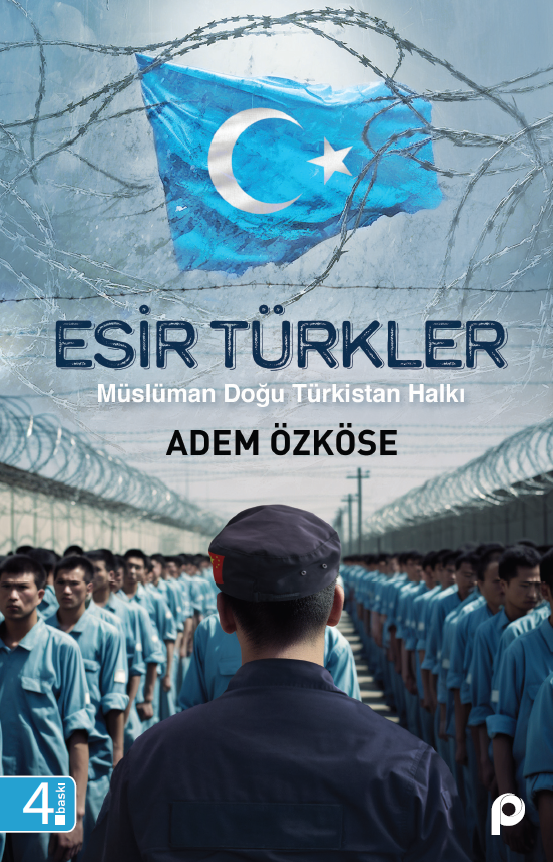 ESİR TÜRKLER
Müslüman Doğu Türkistan Halkı
ADEM ÖZKÖSE
4.
baskı
p